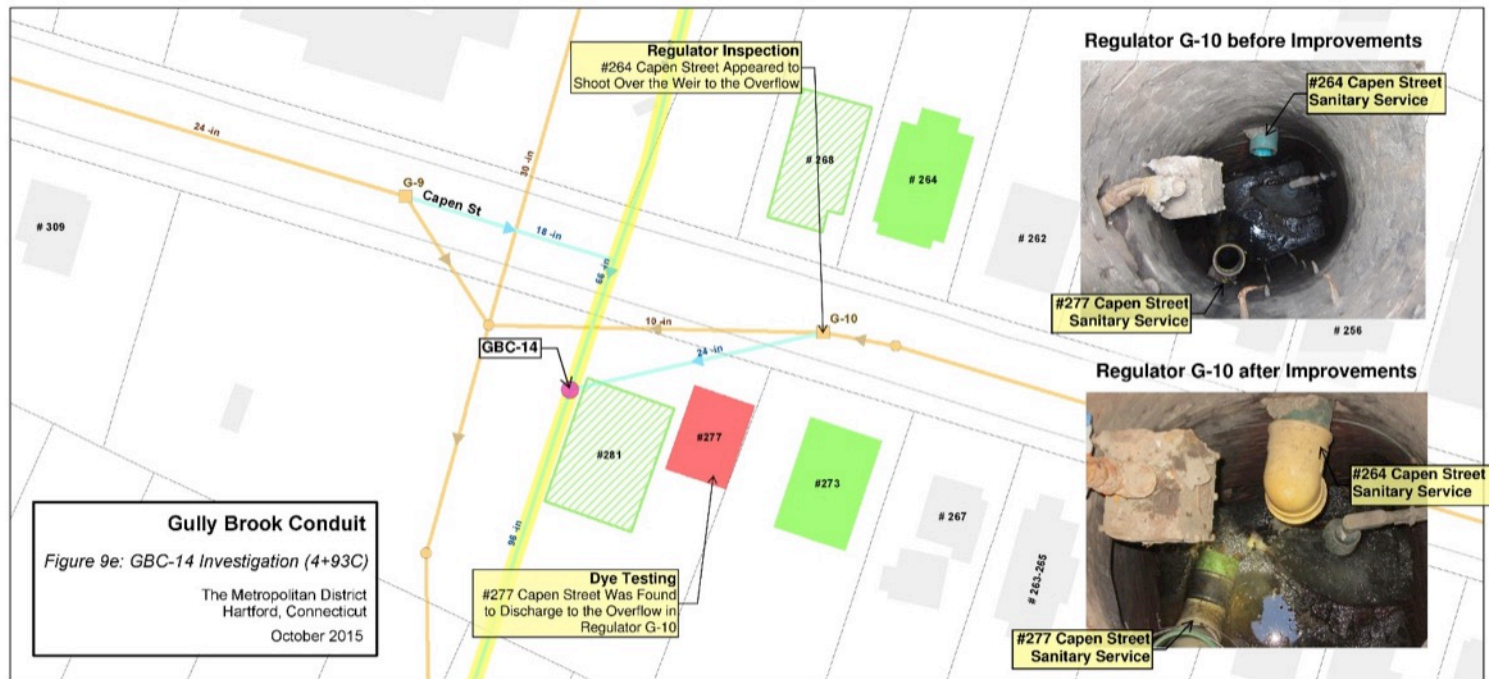 Regulator Inspection
#264 Capen Street Appeared to
Shoot Over the Weir to the Overflow
Regulator G-10 before Improvements
#264 Capen Street
Sanitary Service
#277 Capen Street
Sanitary Service
Regulator G-10 after Improvements
#264 Capen Street
Sanitary Service
#277 Capen Street
Sanitary Service
24 -in
30 -in
G-9
Capen St
18 -in
66 -in
# 309
# 268
# 264
# 262
# 256
10 -in
G-10
24 -in
GBC-14
#281
#277
#273
# 267
# 263-265
96 -in
Dye Testing
#277 Capen Street Was Found
to Discharge to the Overflow in
Regulator G-10
Gully Brook Conduit
Figure 9e: GBC-14 Investigation (4+93C)
The Metropolitan District
Hartford, Connecticut
October 2015